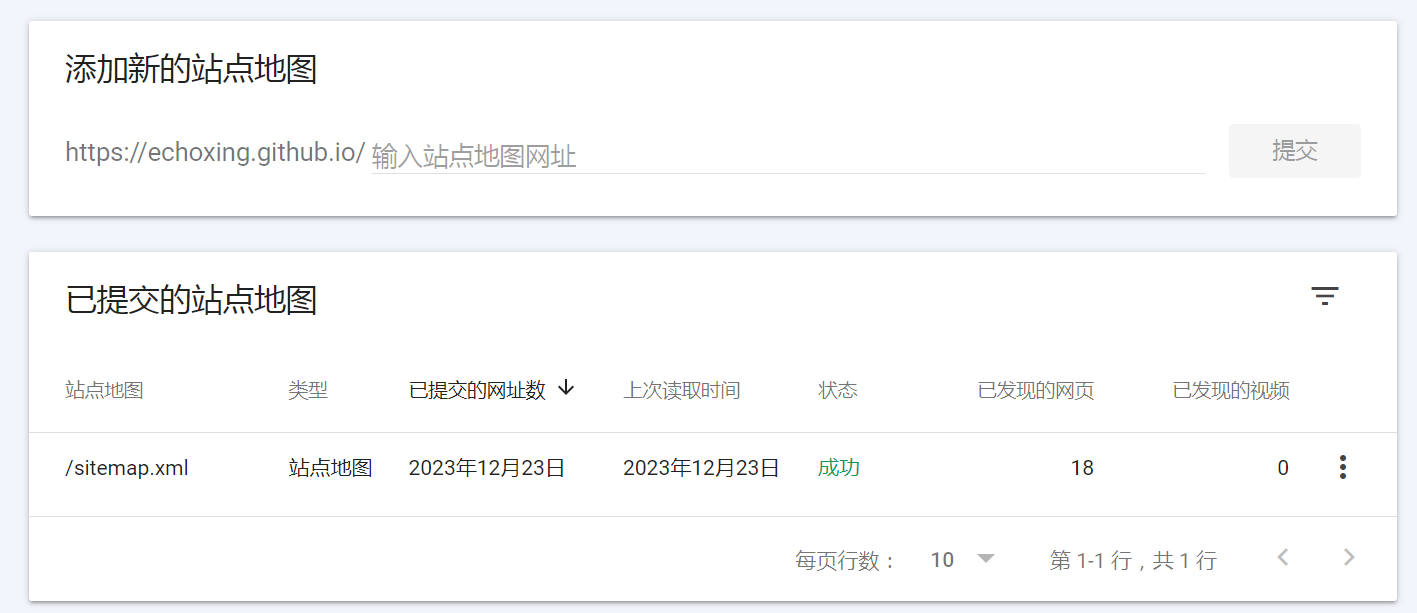 添加新的站点地图
https://echoxing.github.io/ 输入站点地图网址
提交
已提交的站点地图
站点地图 类型 已提交的网址数 上次读取时间 状态 已发现的网页 已发现的视频
/sitemap.xml 站点地图 2023年12月23日 2023年12月23日 成功 18 0
每页行数： 10 第 1-1 行，共 1 行